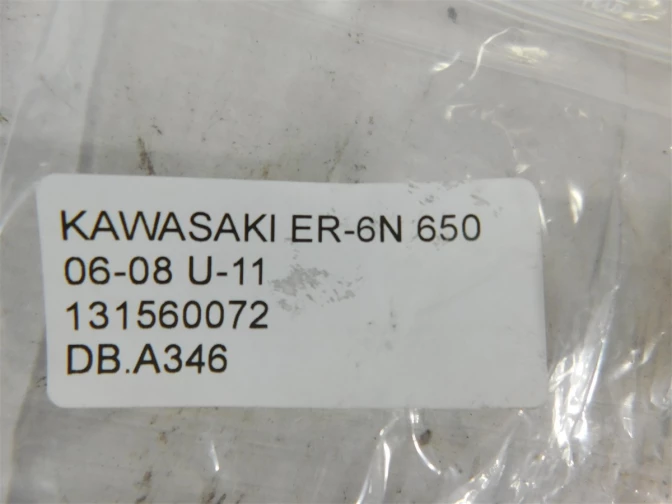 KAWASAKI ER-6N 650
06-08 U-11
131560072
DB.A346